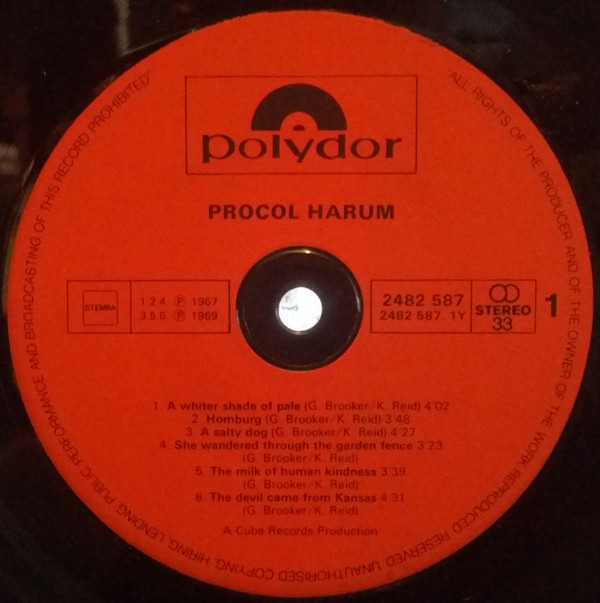 polydor
PROCOL HARUM
STEMRA
1.2.4. Ⓟ 1967
3.5.6. Ⓟ 1969
2482 587
2482 587. 1Y
STEREO
33
1
1. A whiter shade of pale (G. Brooker/K. Reid) 4'02
2. Homburg (G. Brooker/K. Reid) 3'48
3. A salty dog (G. Brooker/K. Reid) 4'27
4. She wandered through the garden fence 3'23
(G. Brooker/K. Reid)
5. The milk of human kindness 3'39
(G. Brooker/K. Reid)
6. The devil came from Kansas 4'31
(G. Brooker/K. Reid)
A Cube Records Production
ALL RIGHTS OF THE PRODUCER AND OF THE OWNER OF THE WORK REPRODUCED RESERVED. UNAUTHORISED COPYING, HIRING, LENDING, PUBLIC PERFORMANCE AND BROADCASTING OF THIS RECORD PROHIBITED